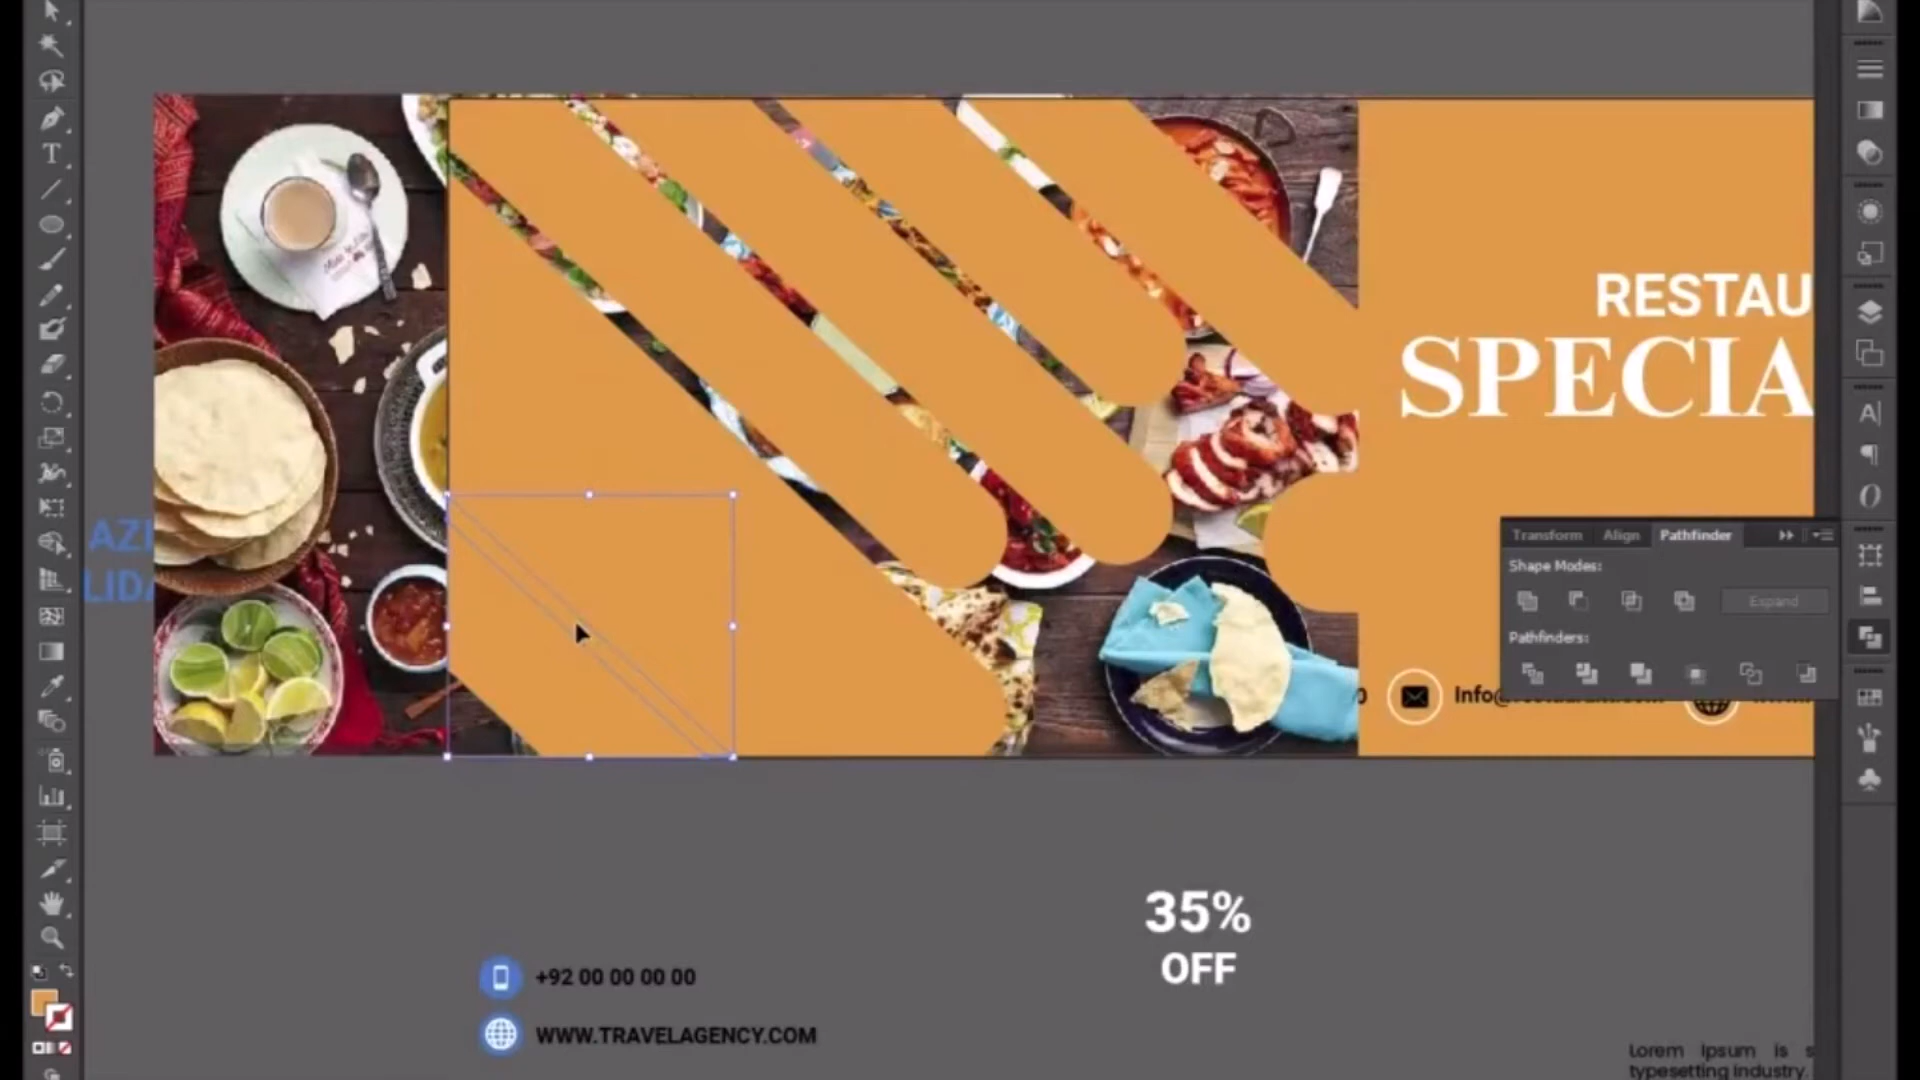 RESTAU
SPECIA
AZI
LIDA
Transform Align Pathfinder
Shape Modes:
Expand
Pathfinders:
35%
OFF
+92 00 00 00 00
WWW.TRAVELAGENCY.COM
Lorem Ipsum is s
typesetting industry.